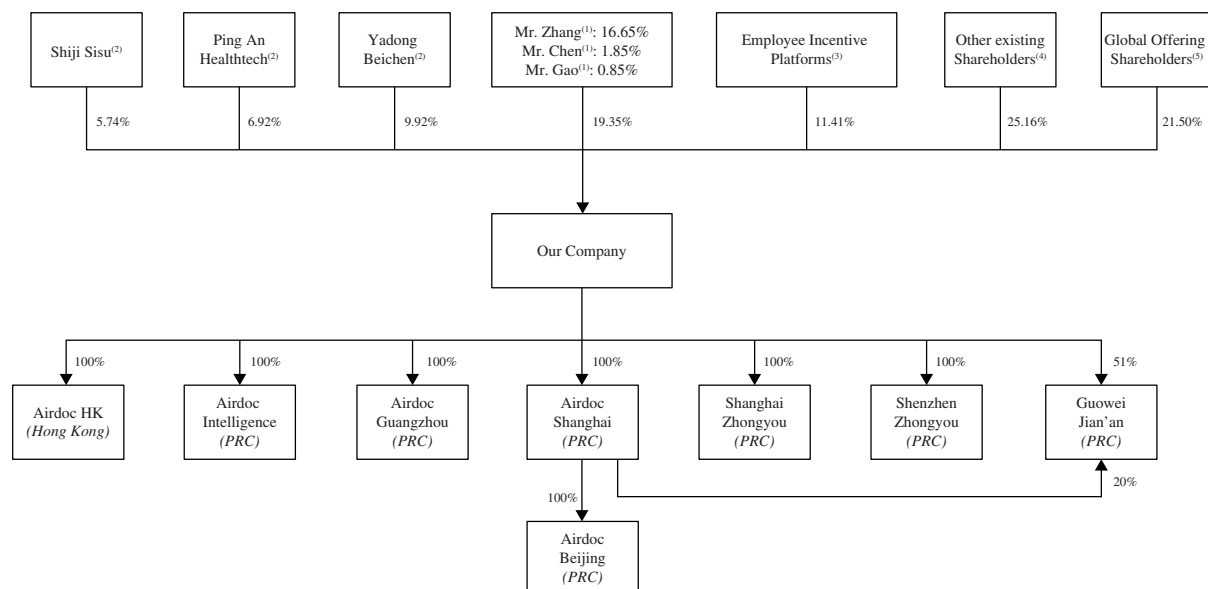 Shiji Sisu(2)
Ping An
Healthtech(2)
Yadong
Beichen(2)
Mr. Zhang(1): 16.65%
Mr. Chen(1): 1.85%
Mr. Gao(1): 0.85%
Employee Incentive
Platforms(3)
Other existing
Shareholders(4)
Global Offering
Shareholders(5)
5.74%
6.92%
9.92%
19.35%
11.41%
25.16%
21.50%
Our Company
100%
100%
100%
100%
100%
100%
51%
Airdoc HK
(Hong Kong)
Airdoc
Intelligence
(PRC)
Airdoc
Guangzhou
(PRC)
Airdoc
Shanghai
(PRC)
Shanghai
Zhongyou
(PRC)
Shenzhen
Zhongyou
(PRC)
Guowei
Jian’an
(PRC)
100%
20%
Airdoc
Beijing
(PRC)